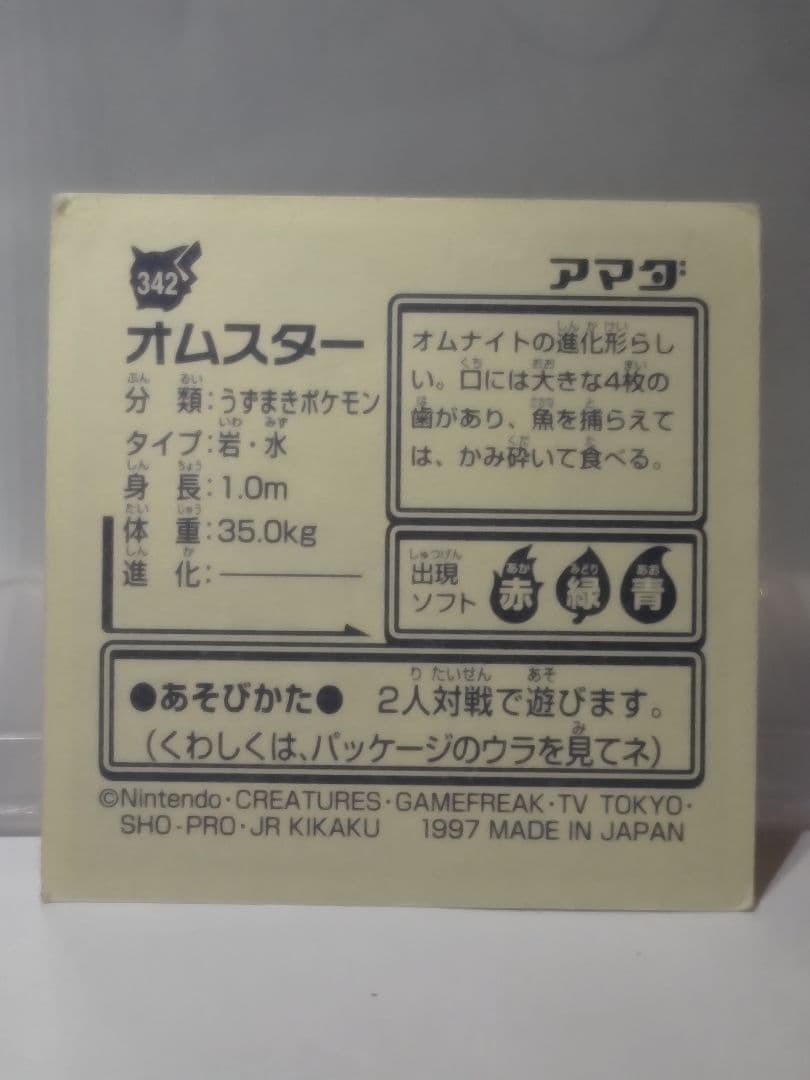 342
アマダ
オムスター
分類：うずまきポケモン
タイプ：岩・水
身長：1.0m
体重：35.0kg
進化：————
オムナイトの進化形らし
い。口には大きな4枚の
歯があり、魚を捕らえて
は、かみ砕いて食べる。
出現
ソフト
赤 緑 青
●あそびかた● 2人対戦で遊びます。
（くわしくは、パッケージのウラを見てネ）
©Nintendo・CREATURES・GAMEFREAK・TV TOKYO・
SHO-PRO・JR KIKAKU 1997 MADE IN JAPAN